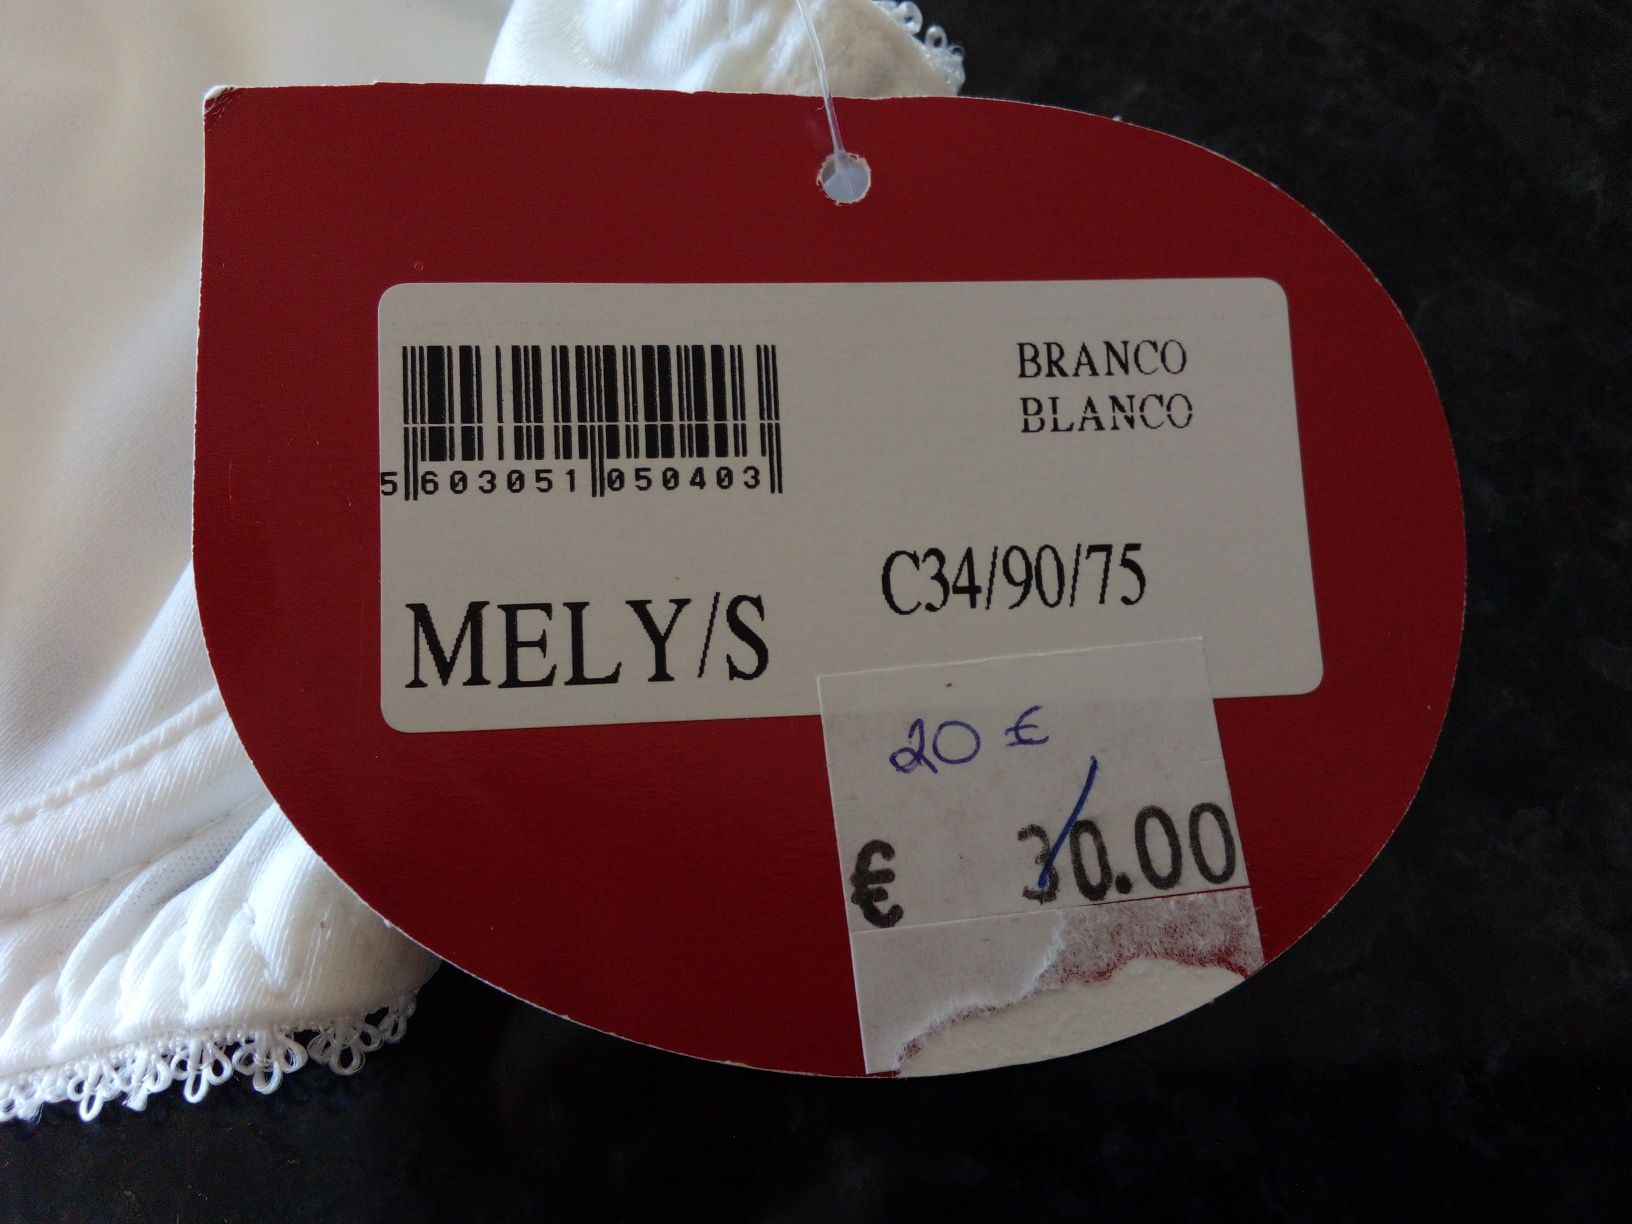 BRANCO
BLANCO
5 603051 050403
C34/90/75
MELY/S
20 €
€ 30.00